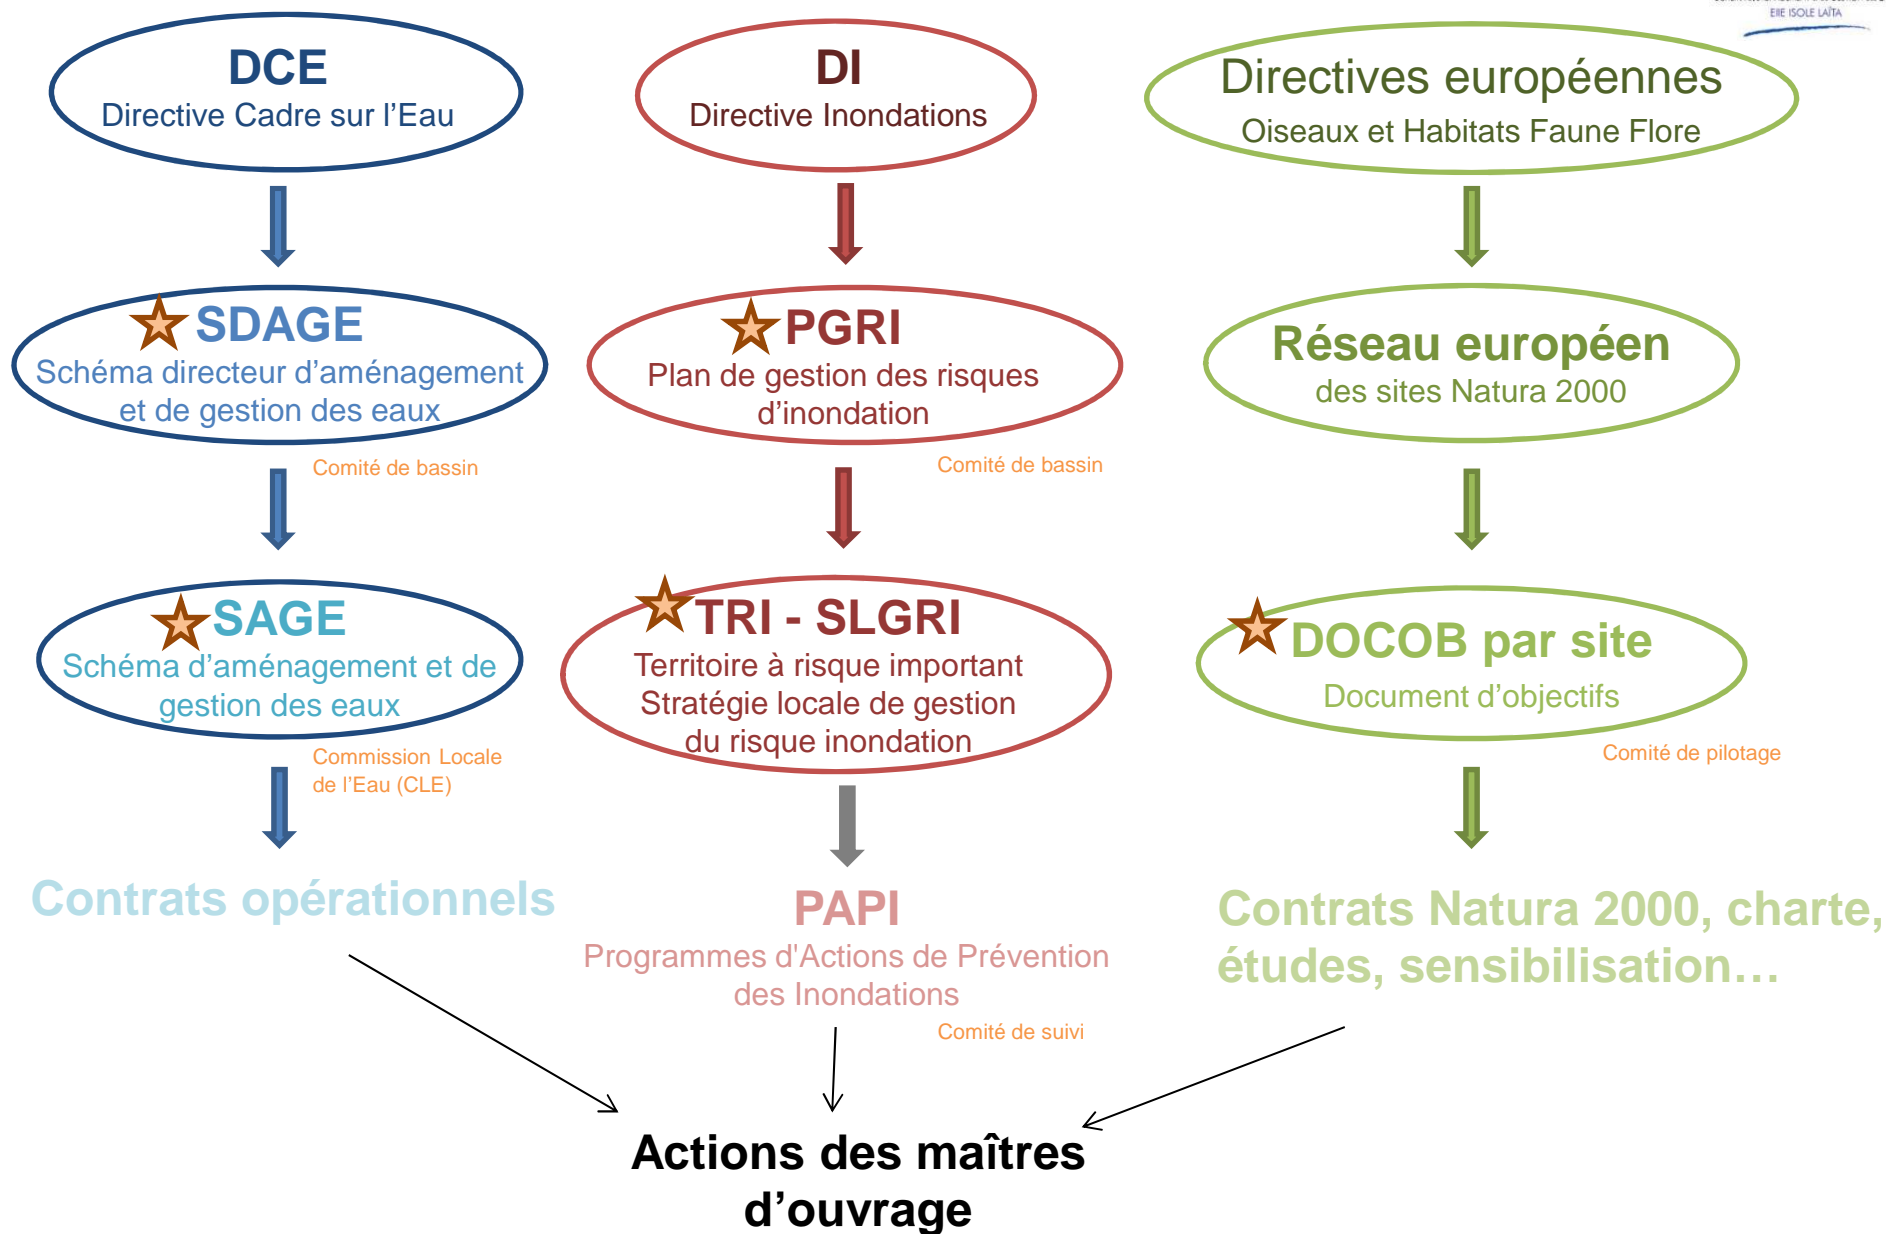 ELLE ISOLE LAÏTA
DCE
Directive Cadre sur l’Eau
DI
Directive Inondations
Directives européennes
Oiseaux et Habitats Faune Flore
SDAGE
Schéma directeur d’aménagement
et de gestion des eaux
Comité de bassin
PGRI
Plan de gestion des risques
d’inondation
Comité de bassin
Réseau européen
des sites Natura 2000
SAGE
Schéma d’aménagement et de
gestion des eaux
Commission Locale
de l’Eau (CLE)
TRI - SLGRI
Territoire à risque important
Stratégie locale de gestion
du risque inondation
DOCOB par site
Document d’objectifs
Comité de pilotage
Contrats opérationnels
PAPI
Programmes d'Actions de Prévention
des Inondations
Comité de suivi
Contrats Natura 2000, charte,
études, sensibilisation…
Actions des maîtres
d’ouvrage